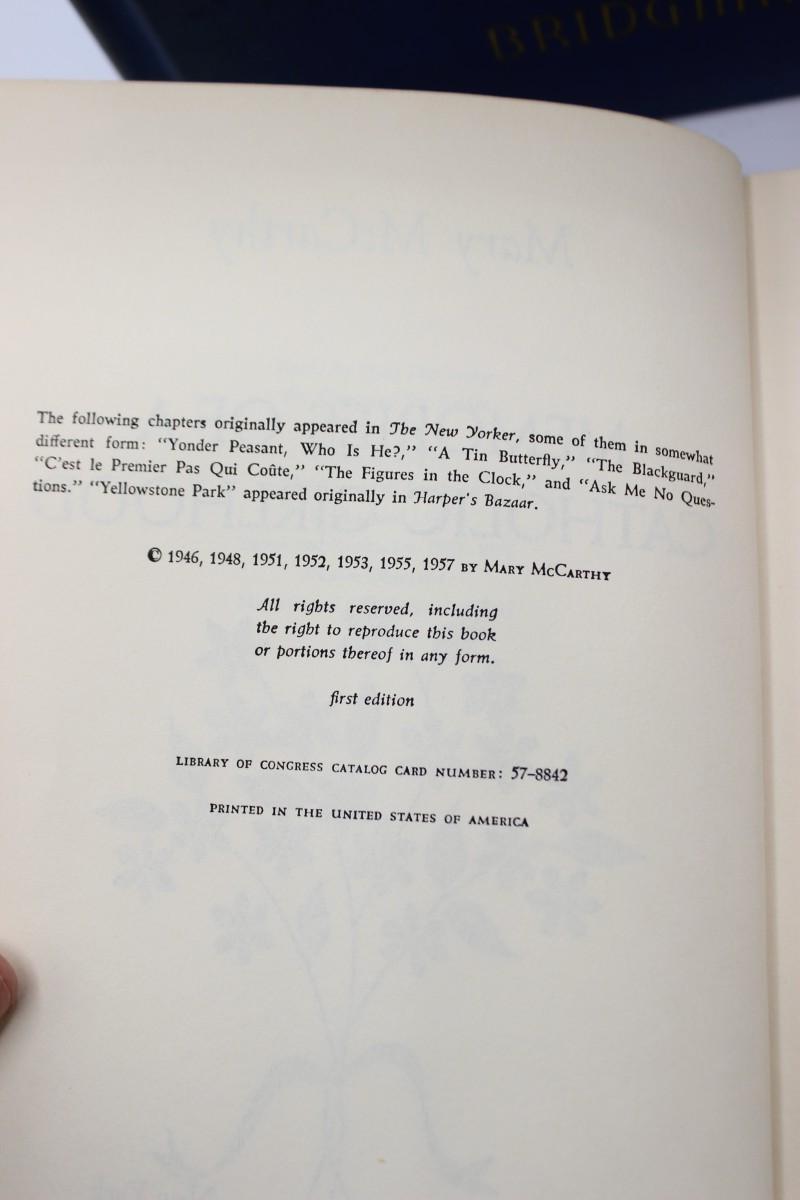 BRIDGH
Mary McCarthy
The following chapters originally appeared in The New Yorker, some of them in somewhat
different form: “Yonder Peasant, Who Is He?,” “A Tin Butterfly,” “The Blackguard,”
“C’est le Premier Pas Qui Coûte,” “The Figures in the Clock,” and “Ask Me No Ques-
tions.” “Yellowstone Park” appeared originally in Harper’s Bazaar.
© 1946, 1948, 1951, 1952, 1953, 1955, 1957 BY MARY MCCARTHY
All rights reserved, including
the right to reproduce this book
or portions thereof in any form.
first edition
LIBRARY OF CONGRESS CATALOG CARD NUMBER: 57–8842
PRINTED IN THE UNITED STATES OF AMERICA